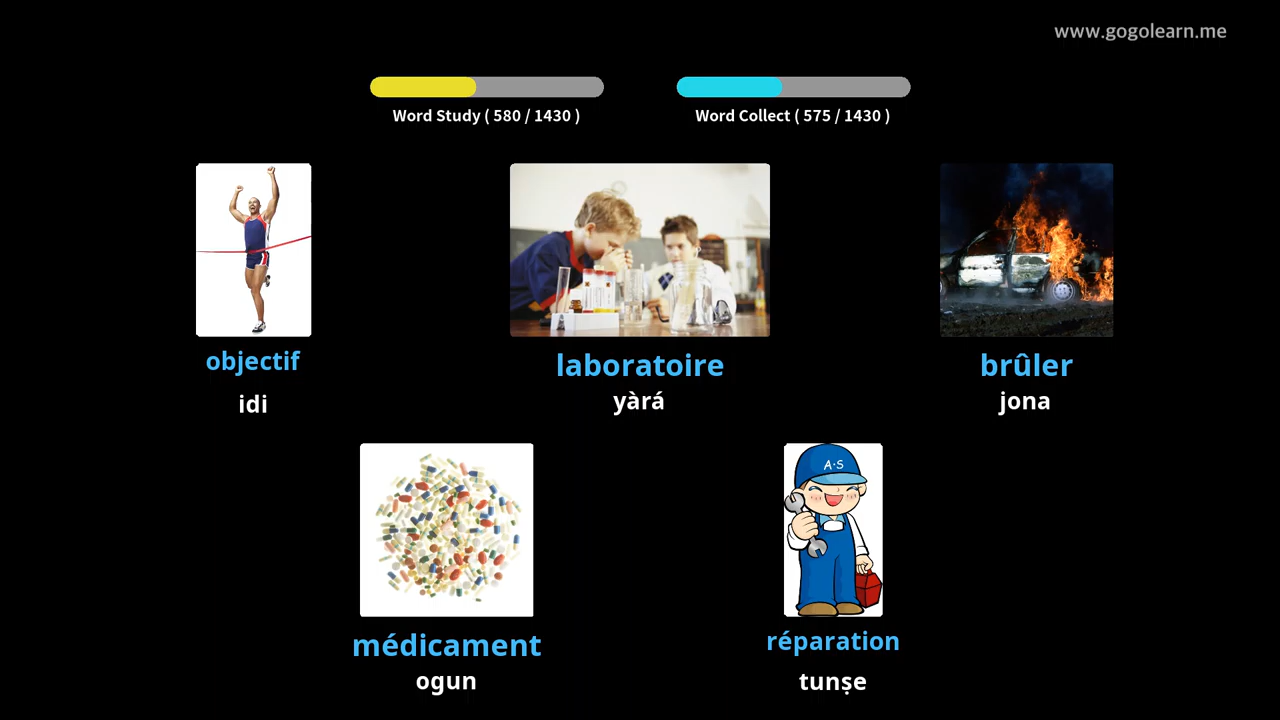 www.gogolearn.me
Word Study ( 580 / 1430 )
Word Collect ( 575 / 1430 )
objectif
laboratoire
brûler
idi
yàrá
jona
A·S
médicament
réparation
ogun
tunṣe